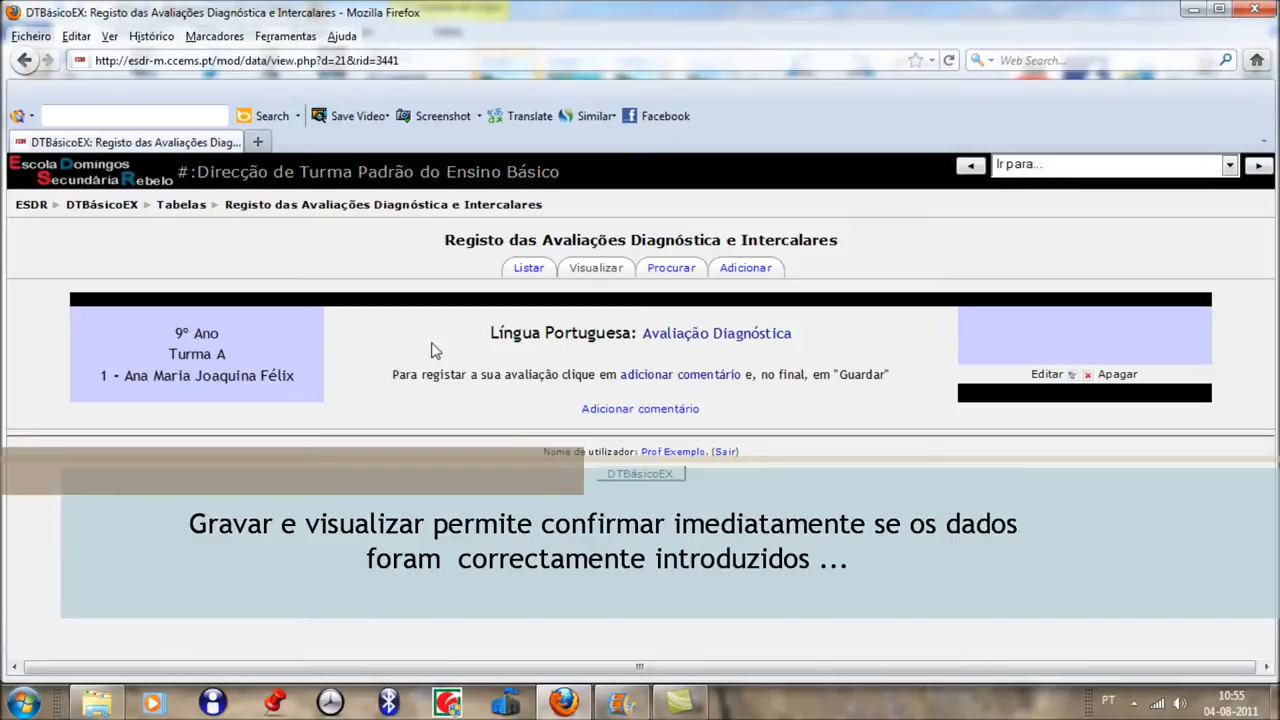 DTBásicoEX: Registo das Avaliações Diagnóstica e Intercalares - Mozilla Firefox
Ficheiro Editar Ver Histórico Marcadores Ferramentas Ajuda
http://esdr-m.ccems.pt/mod/data/view.php?d=21&rid=3441
Web Search...
Search Save Video Screenshot Translate Similar Facebook
DTBásicoEX: Registo das Avaliações Diag...
Escola Domingos
Secundária Rebelo
#:Direcção de Turma Padrão do Ensino Básico
Ir para...
ESDR DTBásicoEX Tabelas Registo das Avaliações Diagnóstica e Intercalares
Registo das Avaliações Diagnóstica e Intercalares
Listar Visualizar Procurar Adicionar
9º Ano
Turma A
1 - Ana Maria Joaquina Félix
Língua Portuguesa: Avaliação Diagnóstica
Para registar a sua avaliação clique em adicionar comentário e, no final, em "Guardar"
Adicionar comentário
Editar Apagar
Nome de utilizador: Prof Exemplo. (Sair)
DTBásicoEX
Gravar e visualizar permite confirmar imediatamente se os dados
foram correctamente introduzidos ...
PT
10:55
04-08-2011